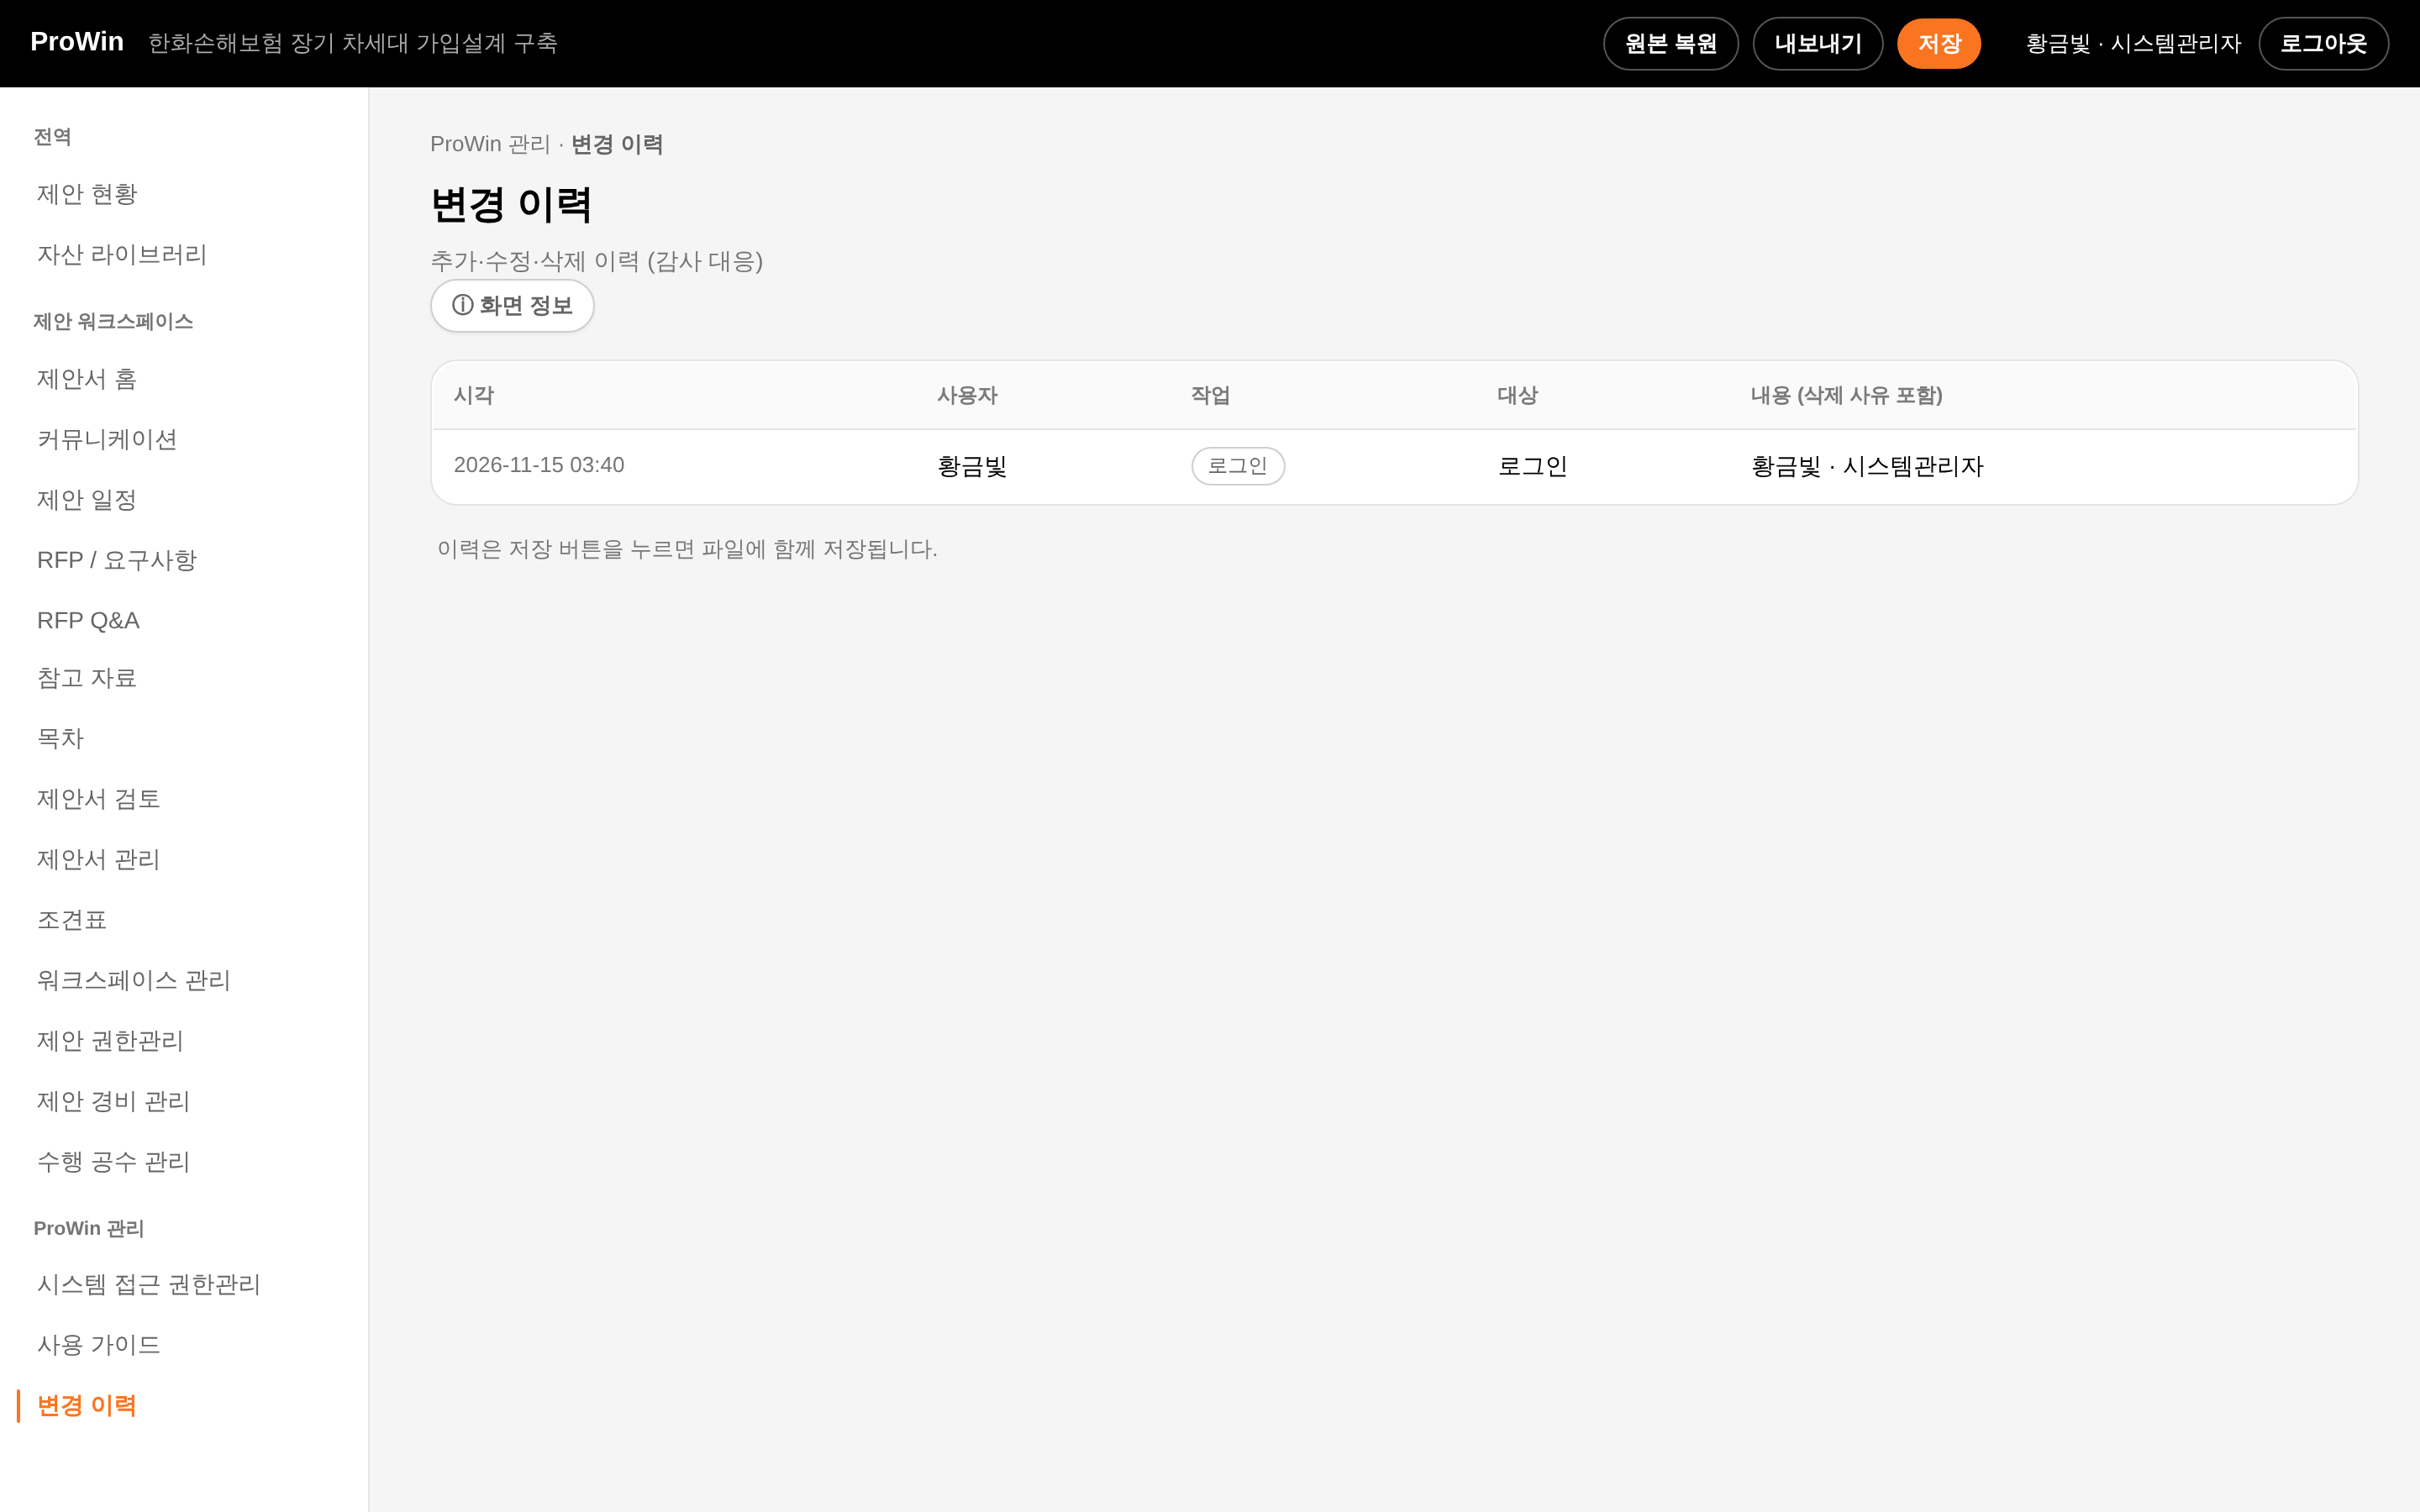 ProWin 한화손해보험 장기 차세대 가입설계 구축 원본 복원 내보내기 저장 황금빛 · 시스템관리자 로그아웃
전역
제안 현황
자산 라이브러리
제안 워크스페이스
제안서 홈
커뮤니케이션
제안 일정
RFP / 요구사항
RFP Q&A
참고 자료
목차
제안서 검토
제안서 관리
조견표
워크스페이스 관리
제안 권한관리
제안 경비 관리
수행 공수 관리
ProWin 관리
시스템 접근 권한관리
사용 가이드
변경 이력
ProWin 관리 · 변경 이력
변경 이력
추가·수정·삭제 이력 (감사 대응)
ⓘ 화면 정보
시각 사용자 작업 대상 내용 (삭제 사유 포함)
2026-11-15 03:40 황금빛 로그인 로그인 황금빛 · 시스템관리자
이력은 저장 버튼을 누르면 파일에 함께 저장됩니다.